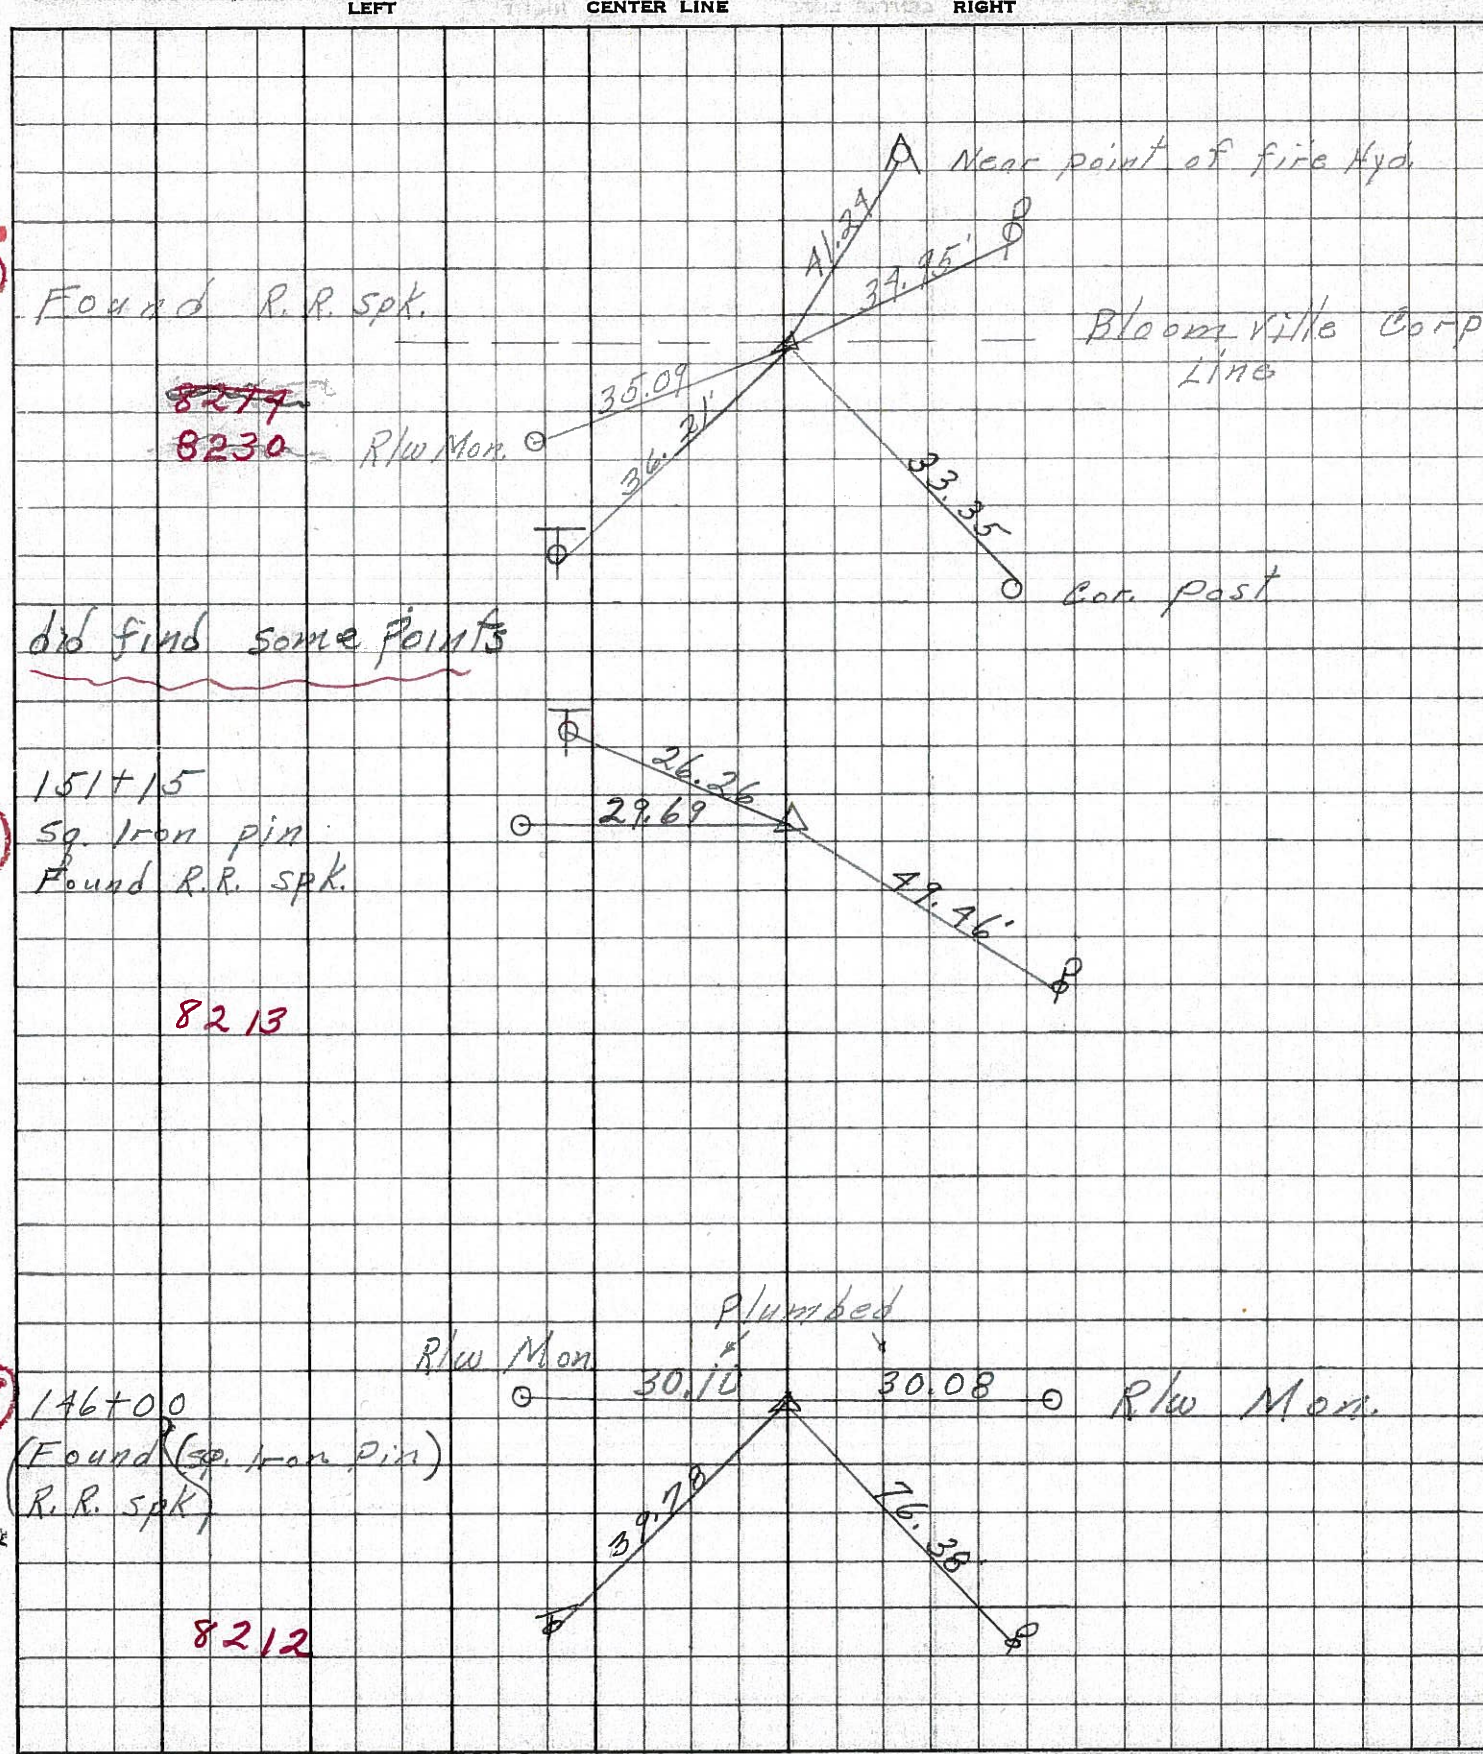 LEFT CENTER LINE RIGHT
Near point of fire Hyd.
41.24
34.75'
Found R. R. spk.
Bloomville Corp
Line
35.09
8230
R/w Mon.
36.21'
33.35
Cor. Post
did find some Points
26.26
151+15
29.69
Sq. Iron pin
Found R.R. spk.
49.46'
8213
Plumbed
R/w Mon
30.08
R/w Mon.
146+00
(Found (sq. Iron Pin)
R. R. spk)
39.78
76.38'
8212